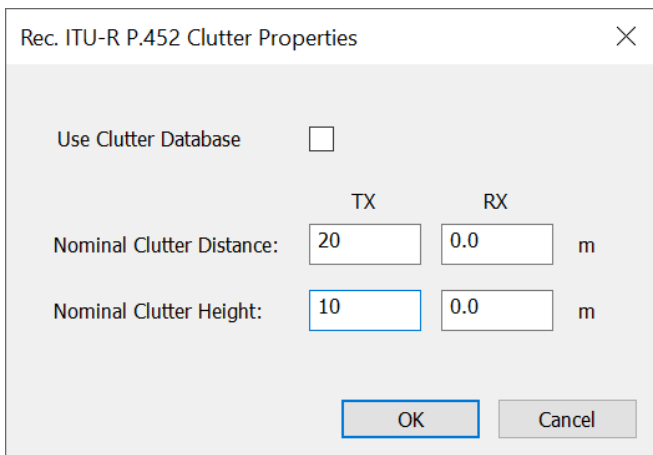 Rec. ITU-R P.452 Clutter Properties
Use Clutter Database
TX RX
Nominal Clutter Distance: 20 0.0 m
Nominal Clutter Height: 10 0.0 m
OK Cancel